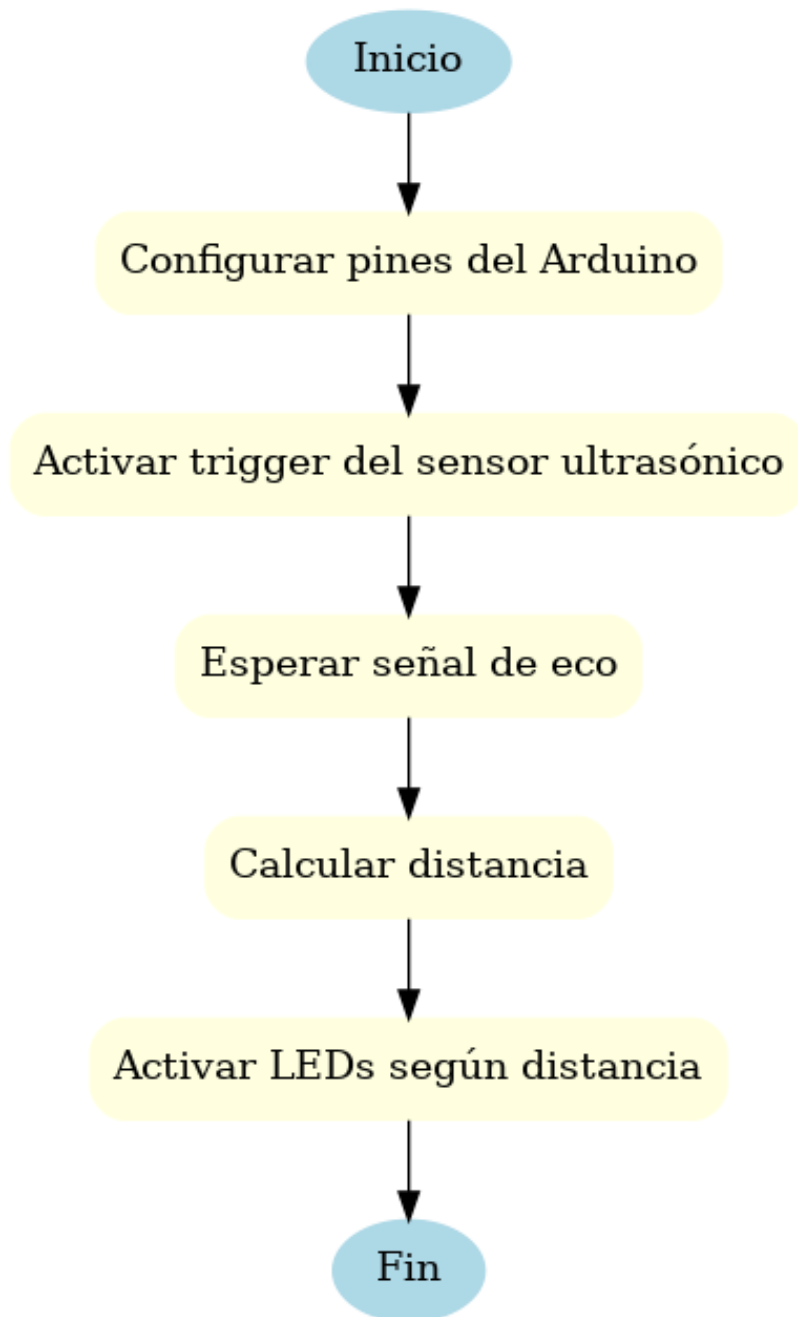 Inicio
Configurar pines del Arduino
Activar trigger del sensor ultrasónico
Esperar señal de eco
Calcular distancia
Activar LEDs según distancia
Fin